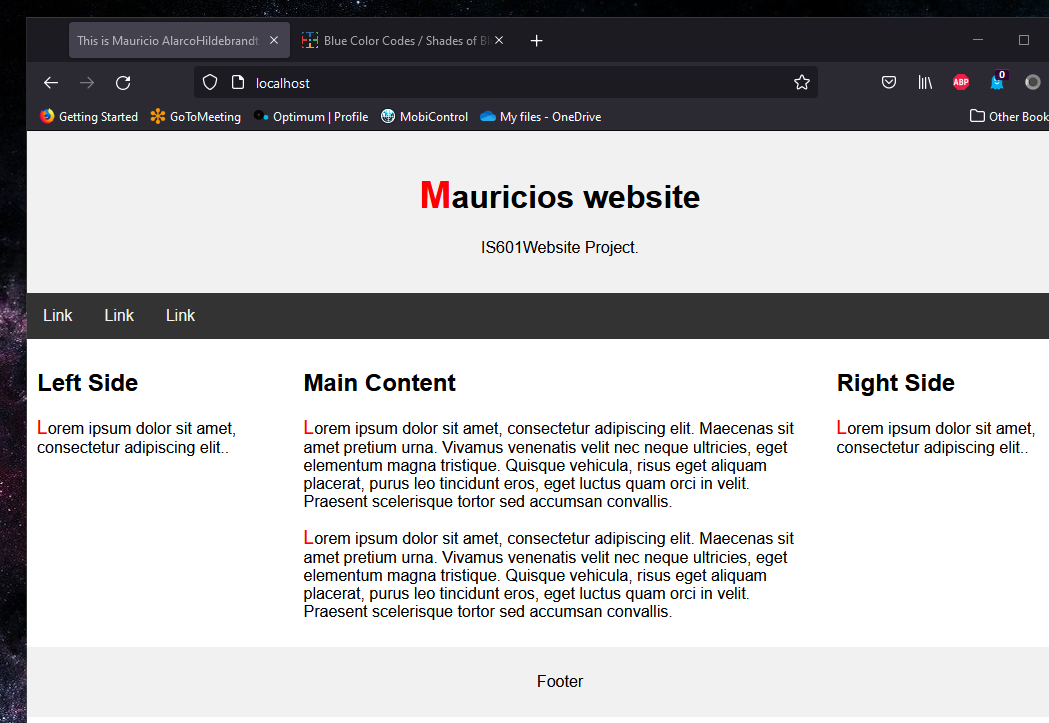 This is Mauricio AlarcoHildebrandt
Blue Color Codes / Shades of Bl
localhost
ABP
0
Getting Started
GoToMeeting
Optimum | Profile
MobiControl
My files - OneDrive
Other Book
Mauricios website
IS601Website Project.
Link Link Link
Left Side
Lorem ipsum dolor sit amet,
consectetur adipiscing elit..
Main Content
Lorem ipsum dolor sit amet, consectetur adipiscing elit. Maecenas sit
amet pretium urna. Vivamus venenatis velit nec neque ultricies, eget
elementum magna tristique. Quisque vehicula, risus eget aliquam
placerat, purus leo tincidunt eros, eget luctus quam orci in velit.
Praesent scelerisque tortor sed accumsan convallis.
Lorem ipsum dolor sit amet, consectetur adipiscing elit. Maecenas sit
amet pretium urna. Vivamus venenatis velit nec neque ultricies, eget
elementum magna tristique. Quisque vehicula, risus eget aliquam
placerat, purus leo tincidunt eros, eget luctus quam orci in velit.
Praesent scelerisque tortor sed accumsan convallis.
Right Side
Lorem ipsum dolor sit amet,
consectetur adipiscing elit..
Footer